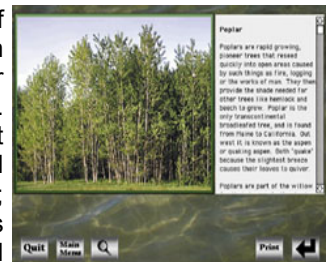 f
Poplar
Poplars are rapid growing,
pioneer trees that reseed
quickly into open areas caused
by such things as fire, logging
or the works of man. They then
provide the shade needed for
other trees like hemlock and
beech to grow. Poplar is the
only transcontinental
broadleafed tree, and is found
from Maine to California. Out
west it is known as the aspen
or quaking aspen. Both "quake"
because the slightest breeze
causes their leaves to quiver.
Poplars are part of the willow
Quit
Main
Menu
Print